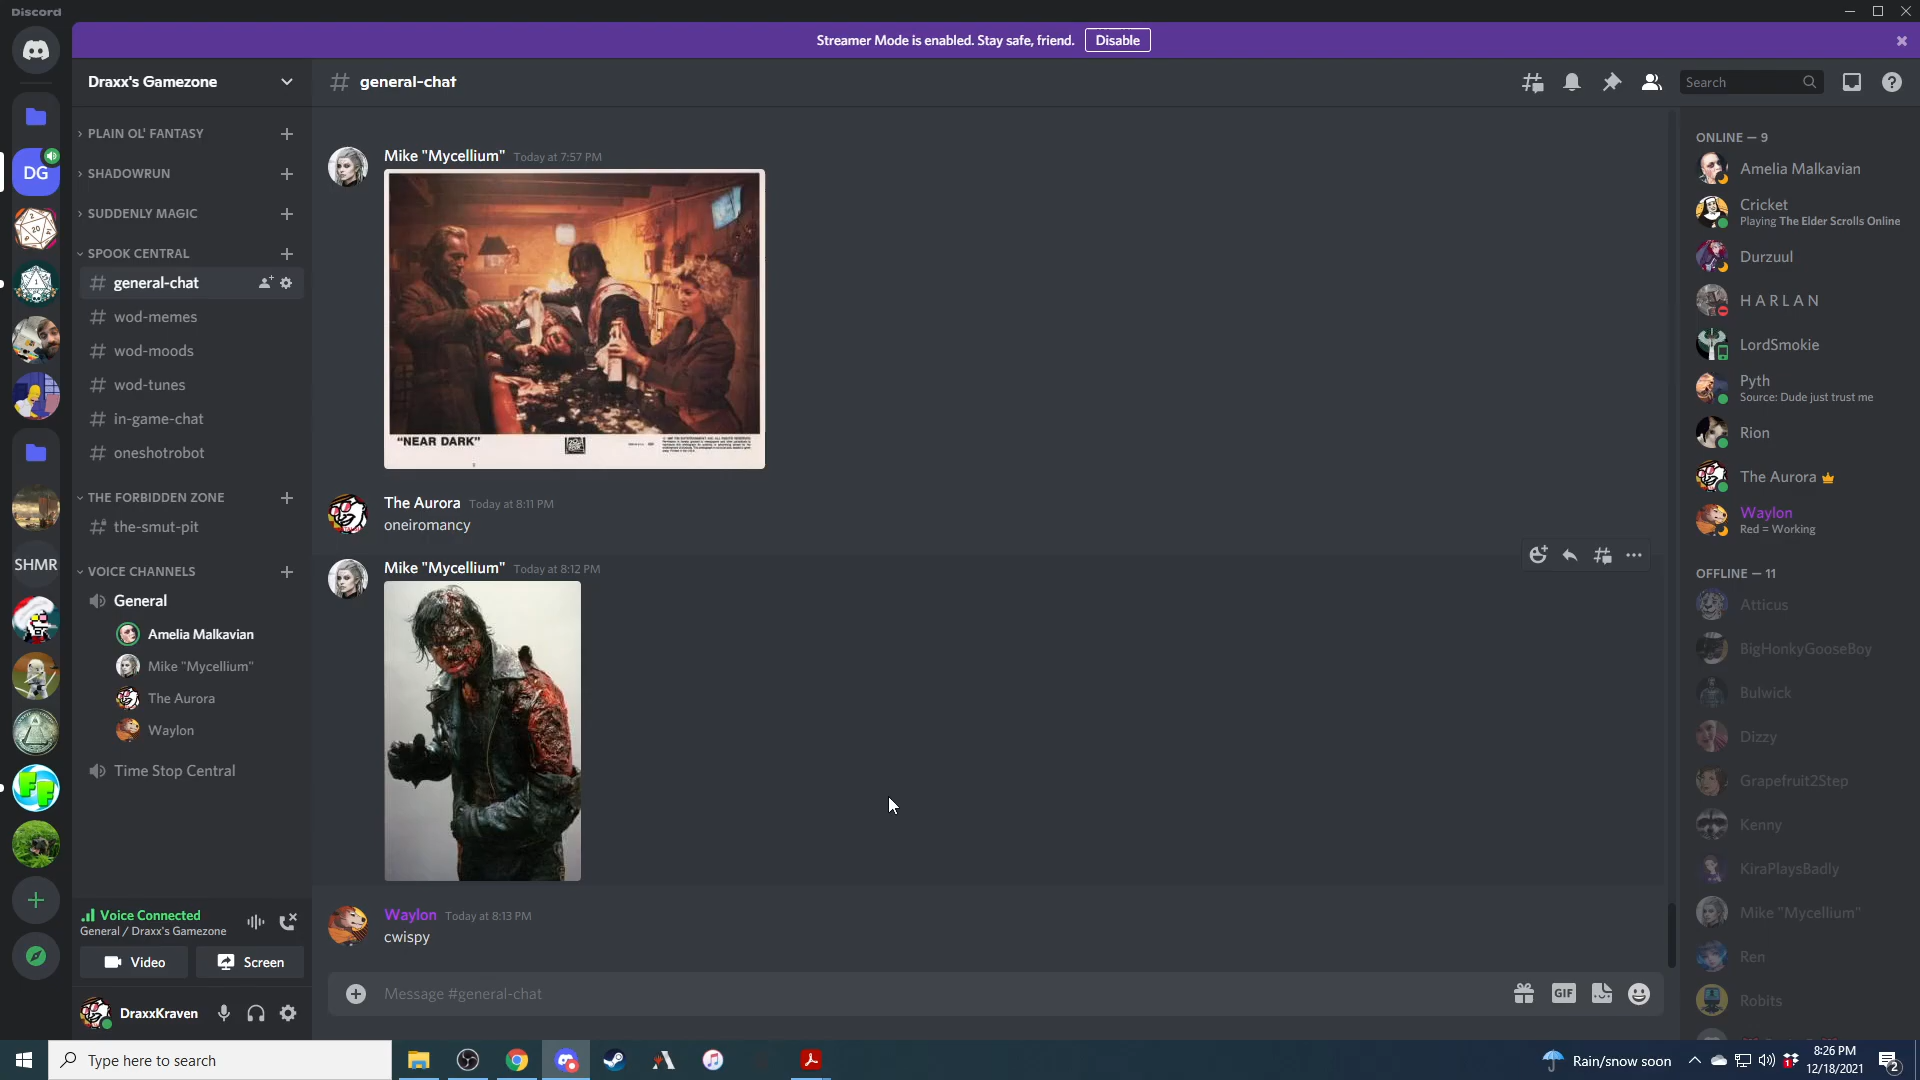 Discord
Streamer Mode is enabled. Stay safe, friend.
Disable
Draxx's Gamezone
general-chat
Search
PLAIN OL' FANTASY
SHADOWRUN
SUDDENLY MAGIC
SPOOK CENTRAL
general-chat
wod-memes
wod-moods
wod-tunes
in-game-chat
oneshotrobot
THE FORBIDDEN ZONE
the-smut-pit
VOICE CHANNELS
General
Amelia Malkavian
Mike "Mycellium"
The Aurora
Waylon
Time Stop Central
Voice Connected
General / Draxx's Gamezone
Video
Screen
DraxxKraven
DG
SHMR
FF
Mike "Mycellium" Today at 7:57 PM
"NEAR DARK"
The Aurora Today at 8:11 PM
oneiromancy
Mike "Mycellium" Today at 8:12 PM
Waylon Today at 8:13 PM
cwispy
Message #general-chat
GIF
ONLINE — 9
Amelia Malkavian
Cricket
Playing The Elder Scrolls Online
Durzuul
H A R L A N
LordSmokie
Pyth
Source: Dude just trust me
Rion
The Aurora
Waylon
Red = Working
OFFLINE — 11
Atticus
BigHonkyGooseBoy
Bulwick
Dizzy
Grapefruit2Step
Kenny
KiraPlaysBadly
Mike "Mycellium"
Ren
Robits
Type here to search
Rain/snow soon
8:26 PM
12/18/2021
2